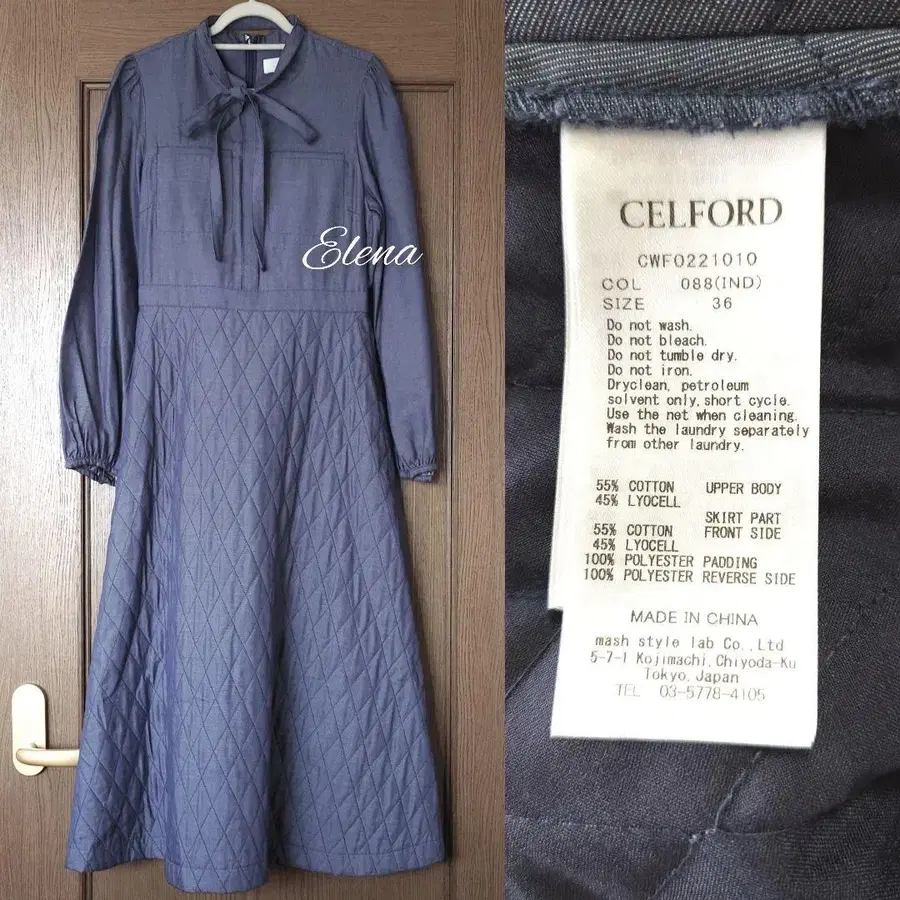 Elena
CELFORD
CWF0221010
COL 088(IND)
SIZE 36
Do not wash.
Do not bleach.
Do not tumble dry.
Do not iron.
Dryclean, petroleum
solvent only, short cycle.
Use the net when cleaning.
Wash the laundry separately
from other laundry.
55% COTTON UPPER BODY
45% LYOCELL
SKIRT PART
55% COTTON FRONT SIDE
45% LYOCELL
100% POLYESTER PADDING
100% POLYESTER REVERSE SIDE
MADE IN CHINA
mash style lab Co.,Ltd
5-7-1 Kojimachi, Chiyoda-Ku
Tokyo, Japan
TEL 03-5778-4105